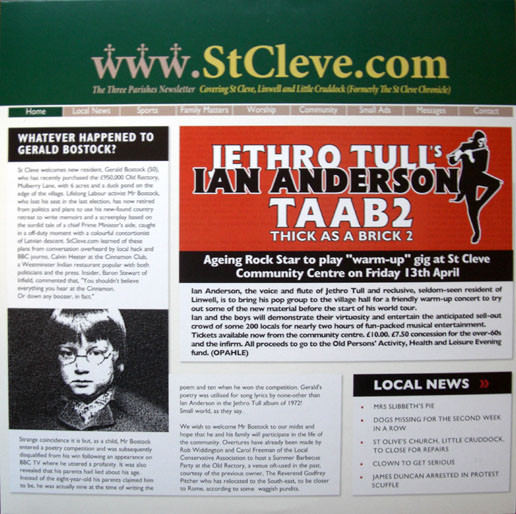 www.StCleve.com
The Three Parishes Newsletter Covering St Cleve, Linwell and Little Cruddock (Formerly The St Cleve Chronicle)
Home Local News Sports Family Matters Worship Community Small Ads Messages Contact
WHATEVER HAPPENED TO
GERALD BOSTOCK?
St Cleve welcomes new resident, Gerald Bostock (50),
who has recently purchased the £950,000 Old Rectory,
Mulberry Lane, with 6 acres and a duck pond on the
edge of the village. Lifelong Labour activist Mr Bostock,
who lost his seat in the last election, has now retired
from politics and plans to use his new-found country
retreat to write memoirs and a screenplay based on
the sordid tale of a chief Prime Minister's aide, caught
in a off-duty moment with a colourful contortionist
of Latvian descent. StCleve.com learned of these
plans from conversation overheard by local hack and
BBC journo, Calvin Hester at the Cinnamon Club,
a Westminster Indian restaurant popular with both
politicians and the press. Insider, Baron Stewart of
Infield, commented that, "You shouldn't believe
everything you hear at the Cinnamon.
Or down any boozer, in fact."
Strange coincidence it is but, as a child, Mr Bostock
entered a poetry competition and was subsequently
disqualified from his win following an appearance on
BBC TV where he uttered a profanity. It was also
revealed that his parents had lied about his age.
Instead of the eight-year-old his parents claimed him
to be, he was actually nine at the time of writing the
poem and ten when he won the competition. Gerald's
poetry was utilised for song lyrics by none-other than
Ian Anderson in the Jethro Tull album of 1972!
Small world, as they say.
We wish to welcome Mr Bostock to our midst and
hope that he and his family will participate in the life of
the community. Overtures have already been made by
Rob Widdington and Carol Freeman of the Local
Conservative Association to host a Summer Barbecue
Party at the Old Rectory, a venue oft-used in the past,
courtesy of the previous owner, The Reverend Godfrey
Pitcher who has relocated to the South-east, to be closer
to Rome, according to some waggish pundits.
JETHRO TULL'S
IAN ANDERSON
TAAB2
THICK AS A BRICK 2
Ageing Rock Star to play "warm-up" gig at St Cleve
Community Centre on Friday 13th April
Ian Anderson, the voice and flute of Jethro Tull and reclusive, seldom-seen resident of
Linwell, is to bring his pop group to the village hall for a friendly warm-up concert to try
out some of the new material before the start of his world tour.
Ian and the boys will demonstrate their virtuosity and entertain the anticipated sell-out
crowd of some 200 locals for nearly two hours of fun-packed musical entertainment.
Tickets available now from the community centre. £10.00. £7.50 concession for the over-60s
and the infirm. All proceeds to go to the Old Persons' Activity, Health and Leisure Evening
fund. (OPAHLE)
LOCAL NEWS »
• MRS SLIBBETH'S PIE
• DOGS MISSING FOR THE SECOND WEEK
IN A ROW
• ST OLIVE'S CHURCH, LITTLE CRUDDOCK,
TO CLOSE FOR REPAIRS
• CLOWN TO GET SERIOUS
• JAMES DUNCAN ARRESTED IN PROTEST
SCUFFLE